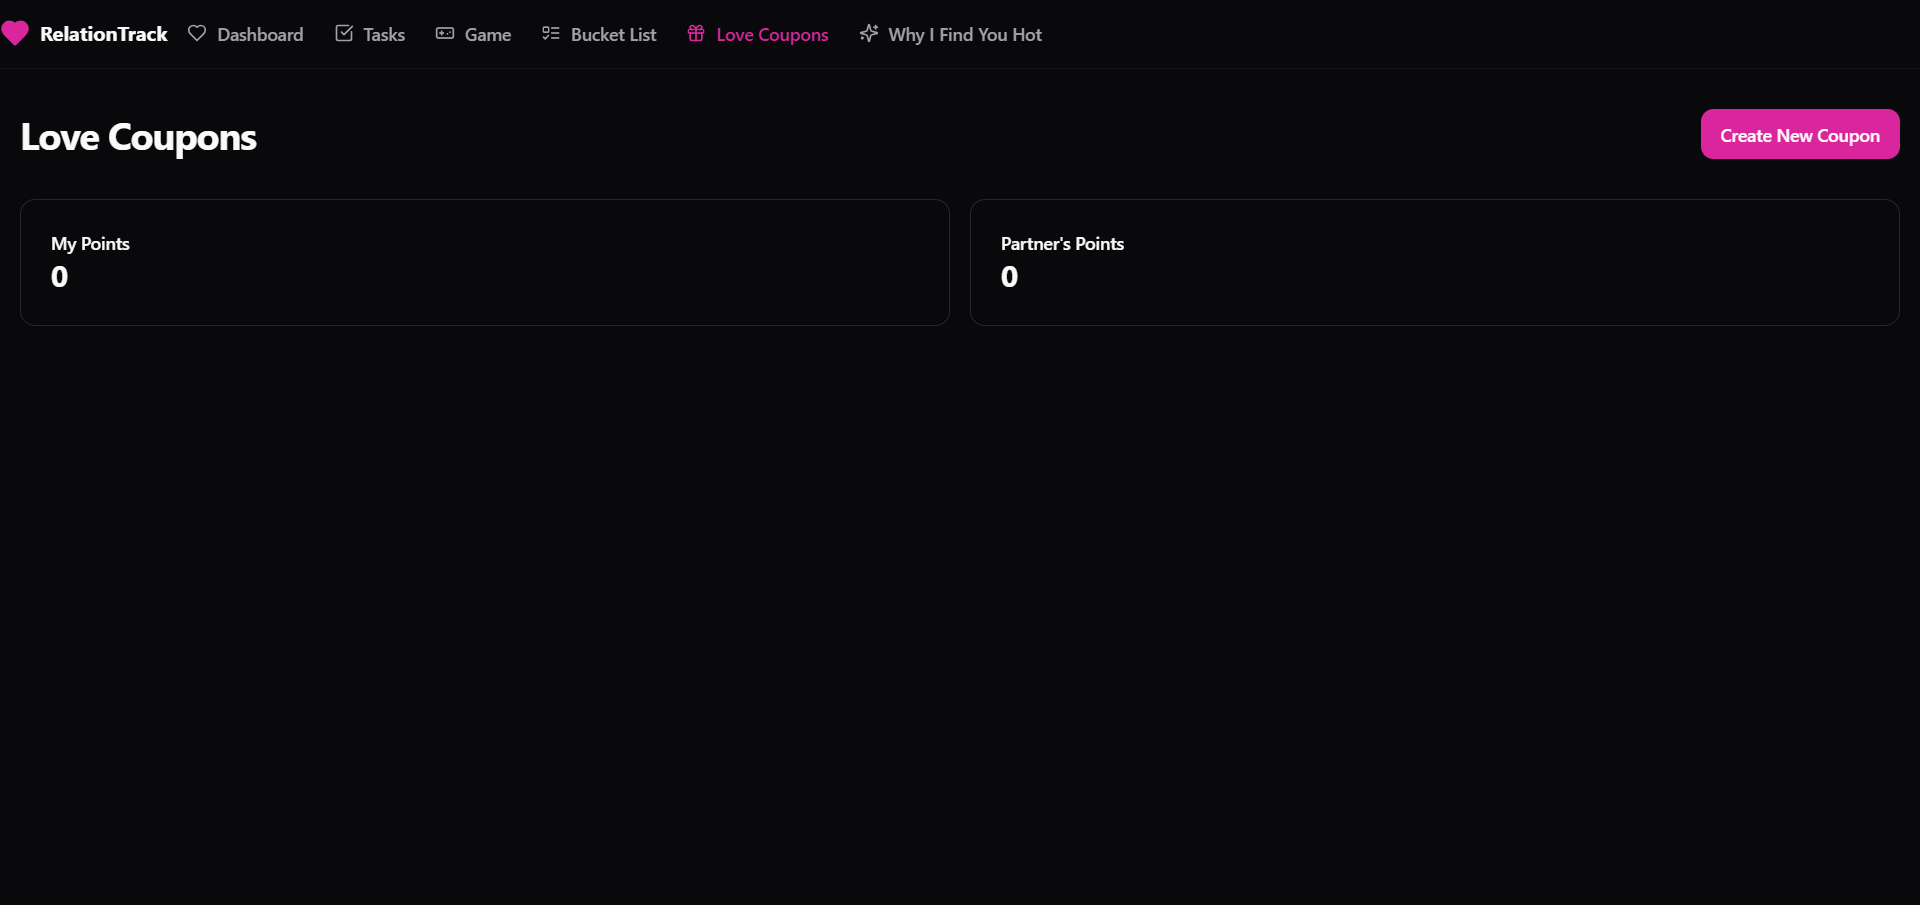 RelationTrack Dashboard Tasks Game Bucket List Love Coupons Why I Find You Hot
Love Coupons
Create New Coupon
My Points
0
Partner's Points
0